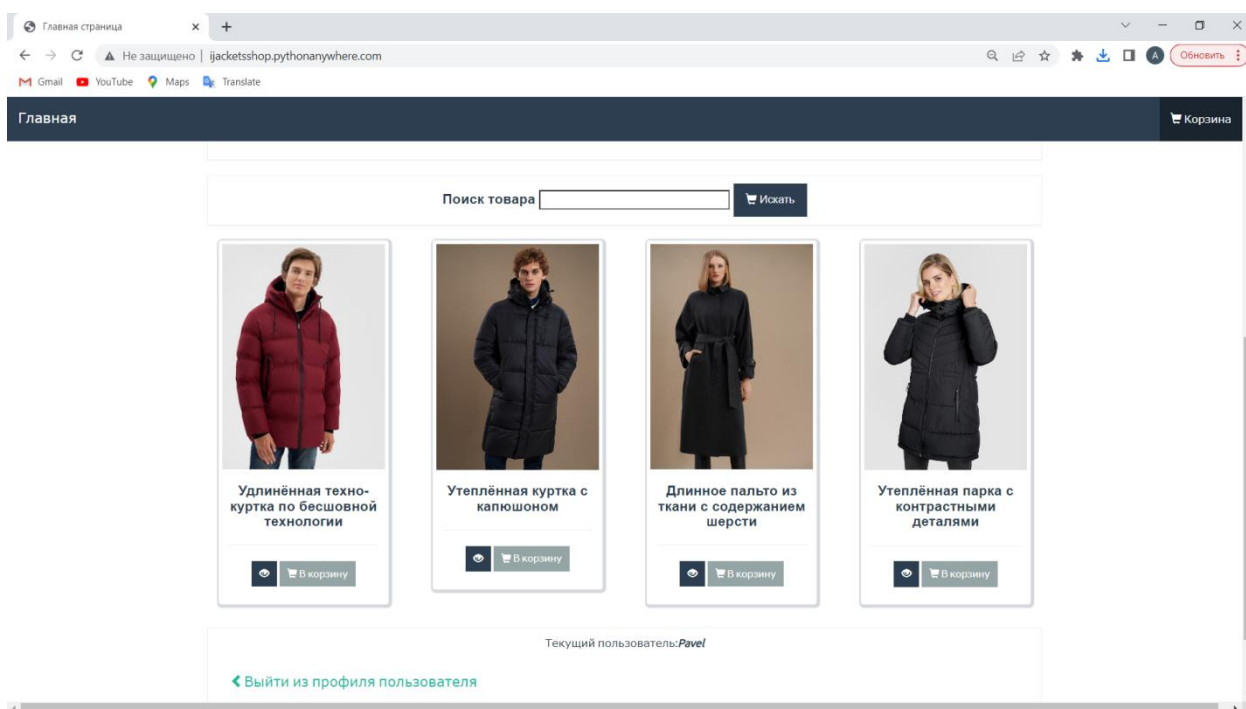 Главная страница
Не защищено | ijacketsshop.pythonanywhere.com
A
Обновить
Gmail YouTube Maps Translate
Главная
Корзина
Поиск товара
Искать
Удлинённая техно-
куртка по бесшовной
технологии
В корзину
Утеплённая куртка с
капюшоном
В корзину
Длинное пальто из
ткани с содержанием
шерсти
В корзину
Утеплённая парка с
контрастными
деталями
В корзину
Текущий пользователь:Pavel
Выйти из профиля пользователя